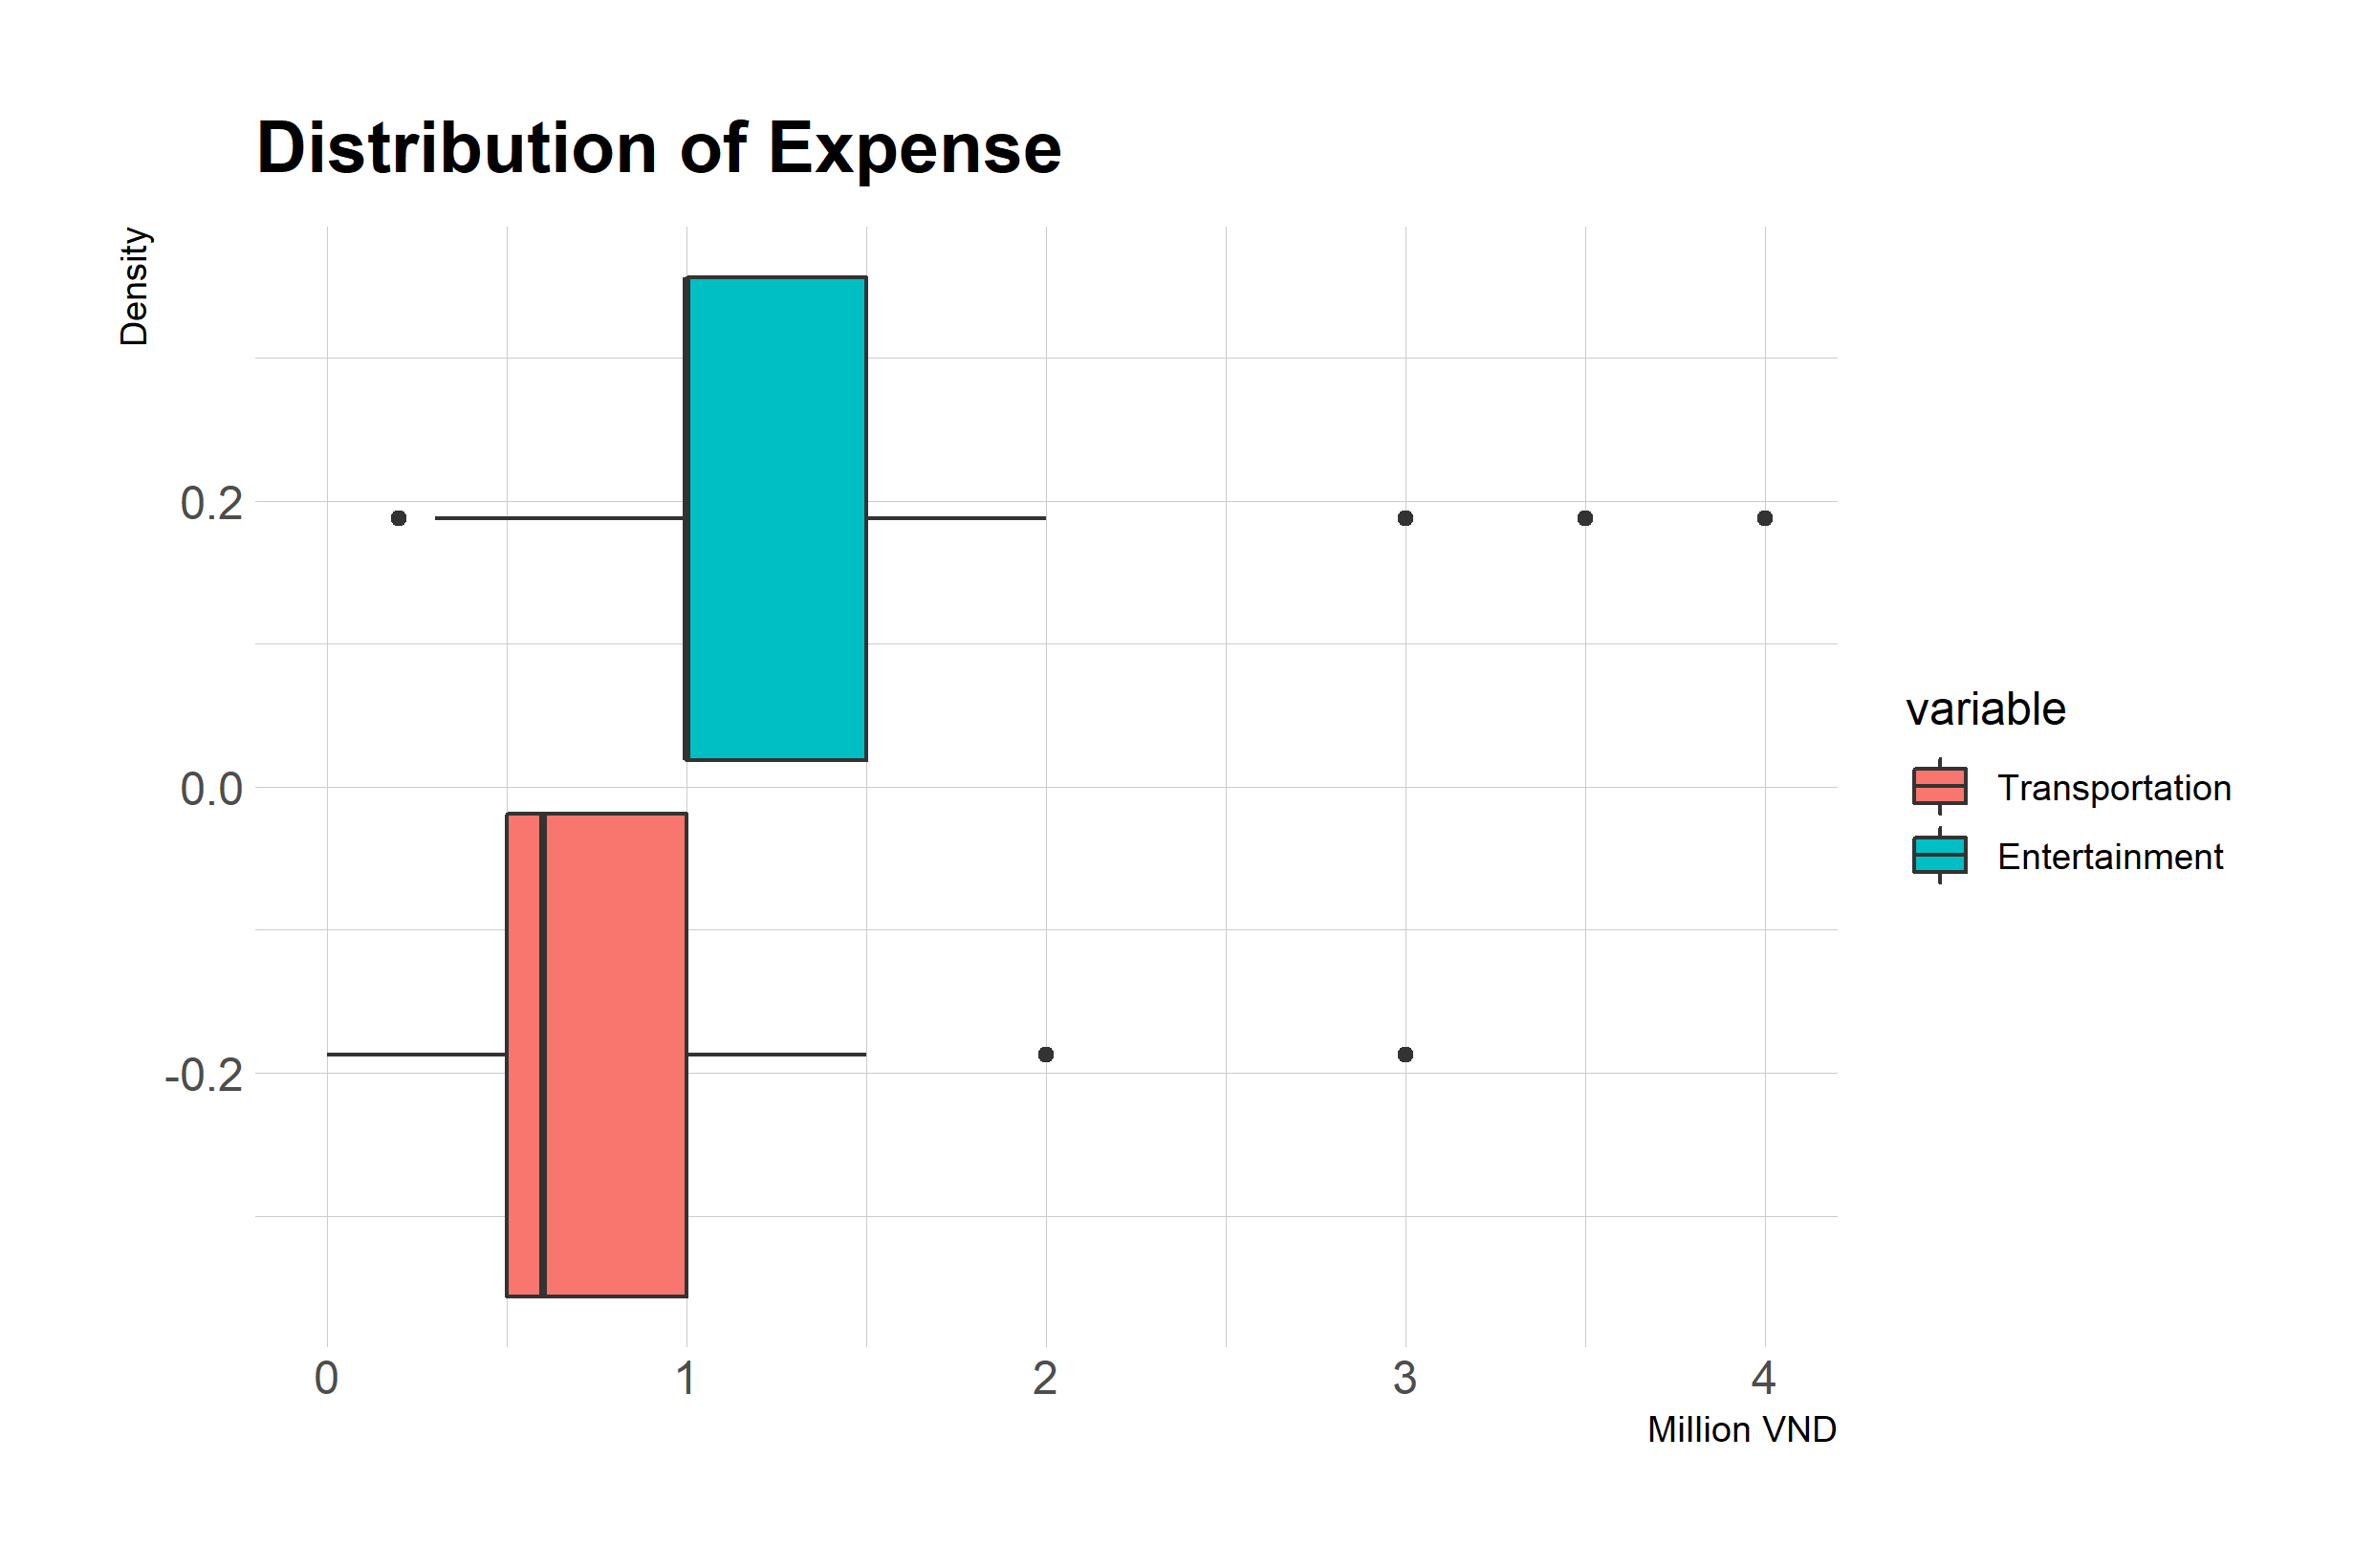 Distribution of Expense
Density
0.2
0.0
-0.2
0
1
2
3
4
Million VND
variable
Transportation
Entertainment